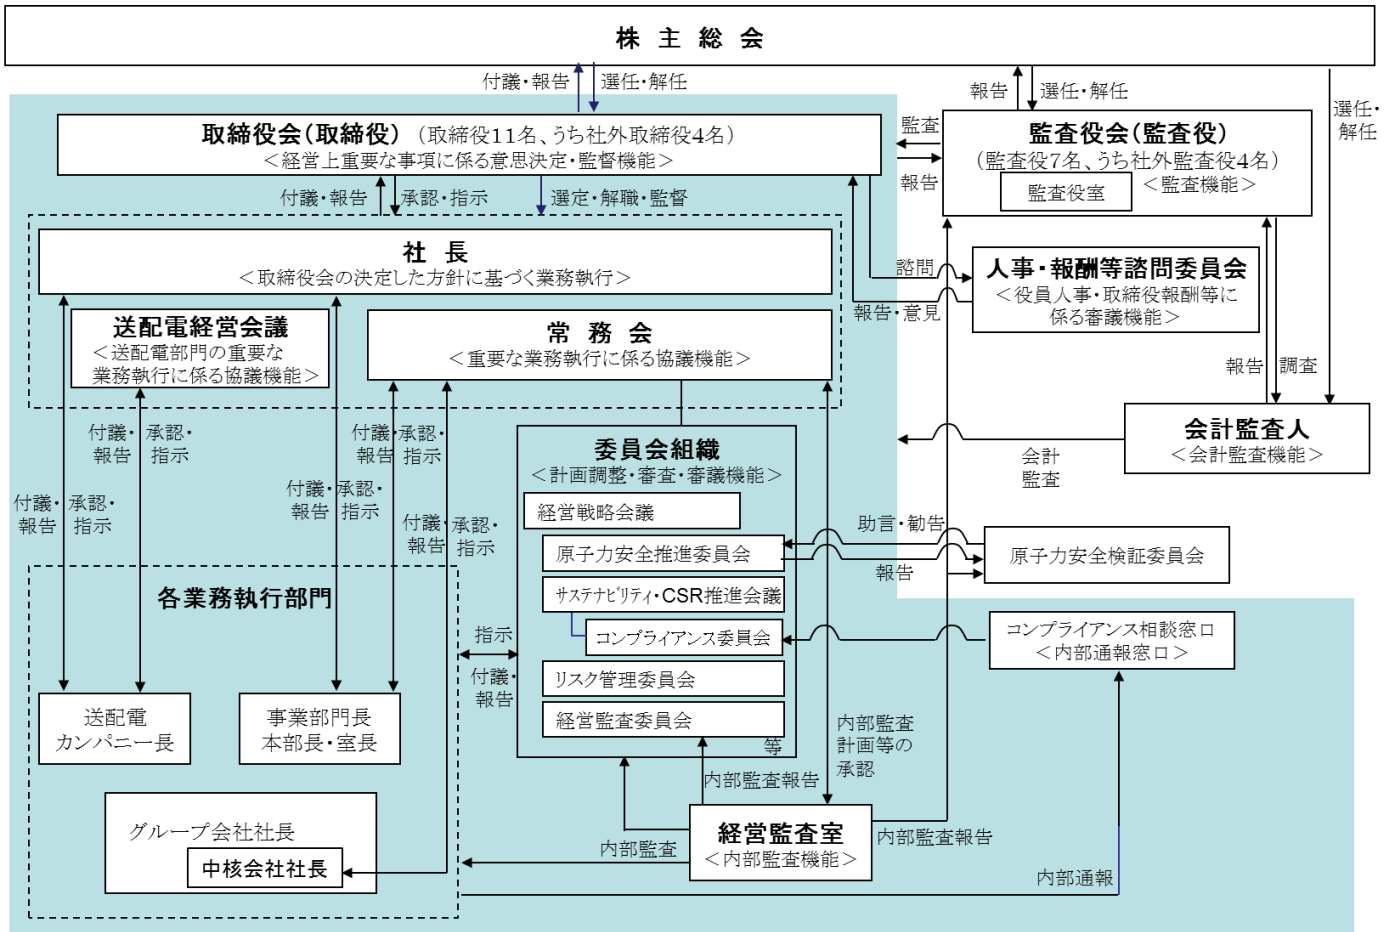 株 主 総 会
付議・報告
選任・解任
報告
選任・解任
選任・
解任
取締役会(取締役) (取締役11名、うち社外取締役4名)
＜経営上重要な事項に係る意思決定・監督機能＞
監査
報告
監査役会(監査役)
(監査役7名、うち社外監査役4名)
監査役室
＜監査機能＞
付議・報告
承認・指示
選定・解職・監督
社 長
＜取締役会の決定した方針に基づく業務執行＞
諮問
報告・意見
人事・報酬等諮問委員会
＜役員人事・取締役報酬等に
係る審議機能＞
送配電経営会議
＜送配電部門の重要な
業務執行に係る協議機能＞
常 務 会
＜重要な業務執行に係る協議機能＞
報告
調査
会計監査人
＜会計監査機能＞
会計
監査
付議・
報告
承認・
指示
付議・
報告
承認・
指示
付議・
報告
承認・
指示
付議・
報告
承認・
指示
付議・
報告
承認・
指示
委員会組織
＜計画調整・審査・審議機能＞
経営戦略会議
原子力安全推進委員会
サステナビリティ・CSR推進会議
コンプライアンス委員会
リスク管理委員会
経営監査委員会
等
助言・勧告
報告
原子力安全検証委員会
コンプライアンス相談窓口
＜内部通報窓口＞
各業務執行部門
指示
付議・
報告
送配電
カンパニー長
事業部門長
本部長・室長
グループ会社社長
中核会社社長
内部監査報告
内部監査
計画等の
承認
経営監査室
＜内部監査機能＞
内部監査
内部監査報告
内部通報